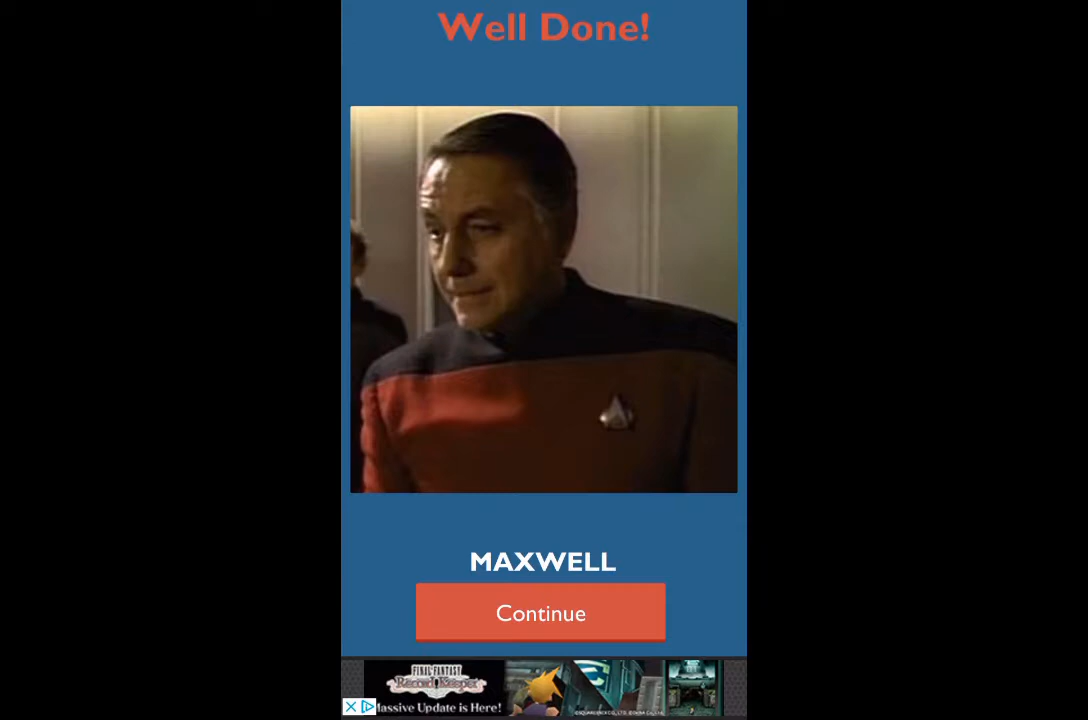 Well Done!
MAXWELL
Continue
FINAL FANTASY
Record Keeper
Massive Update is Here!